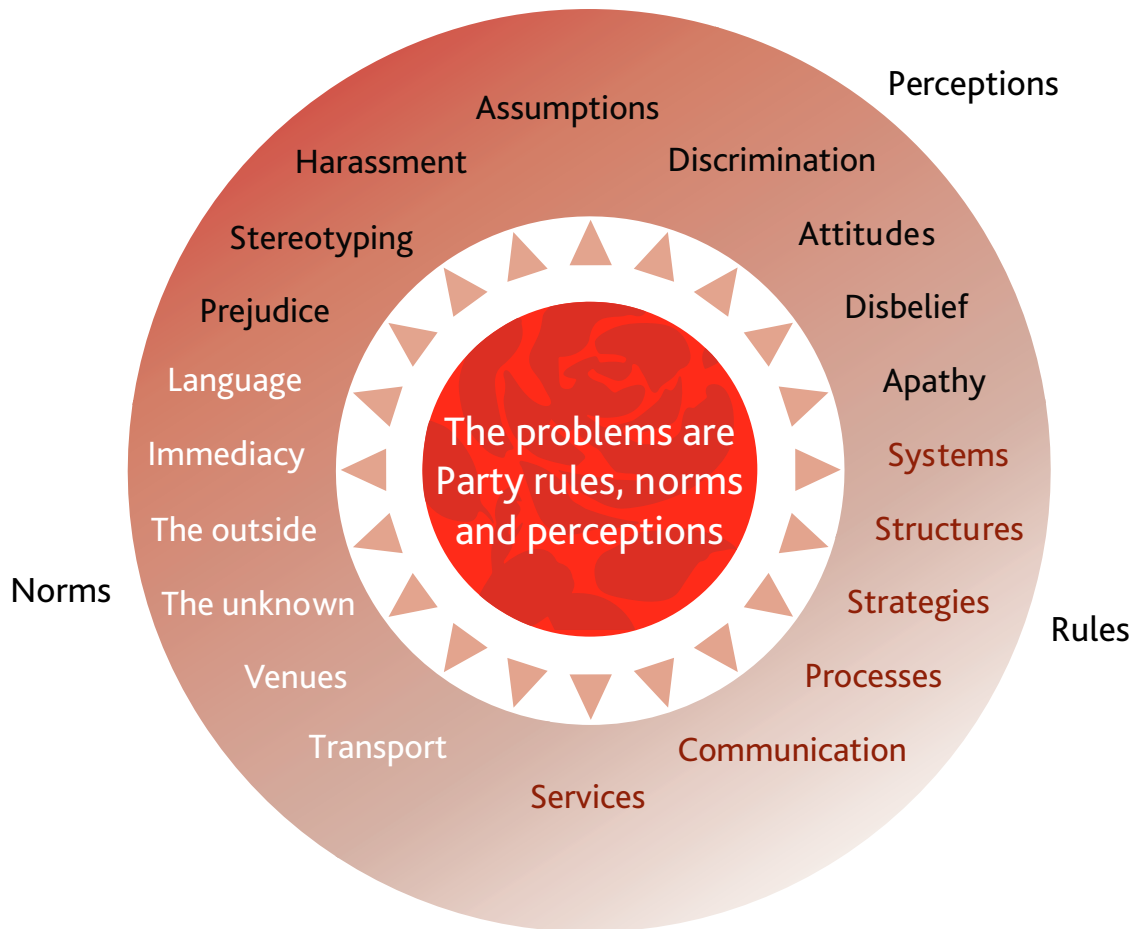 Perceptions
Assumptions
Harassment
Discrimination
Stereotyping
Attitudes
Prejudice
Disbelief
Language
Apathy
The problems are
Party rules, norms
and perceptions
Immediacy
Systems
The outside
Structures
Norms
The unknown
Strategies
Rules
Venues
Processes
Transport
Communication
Services